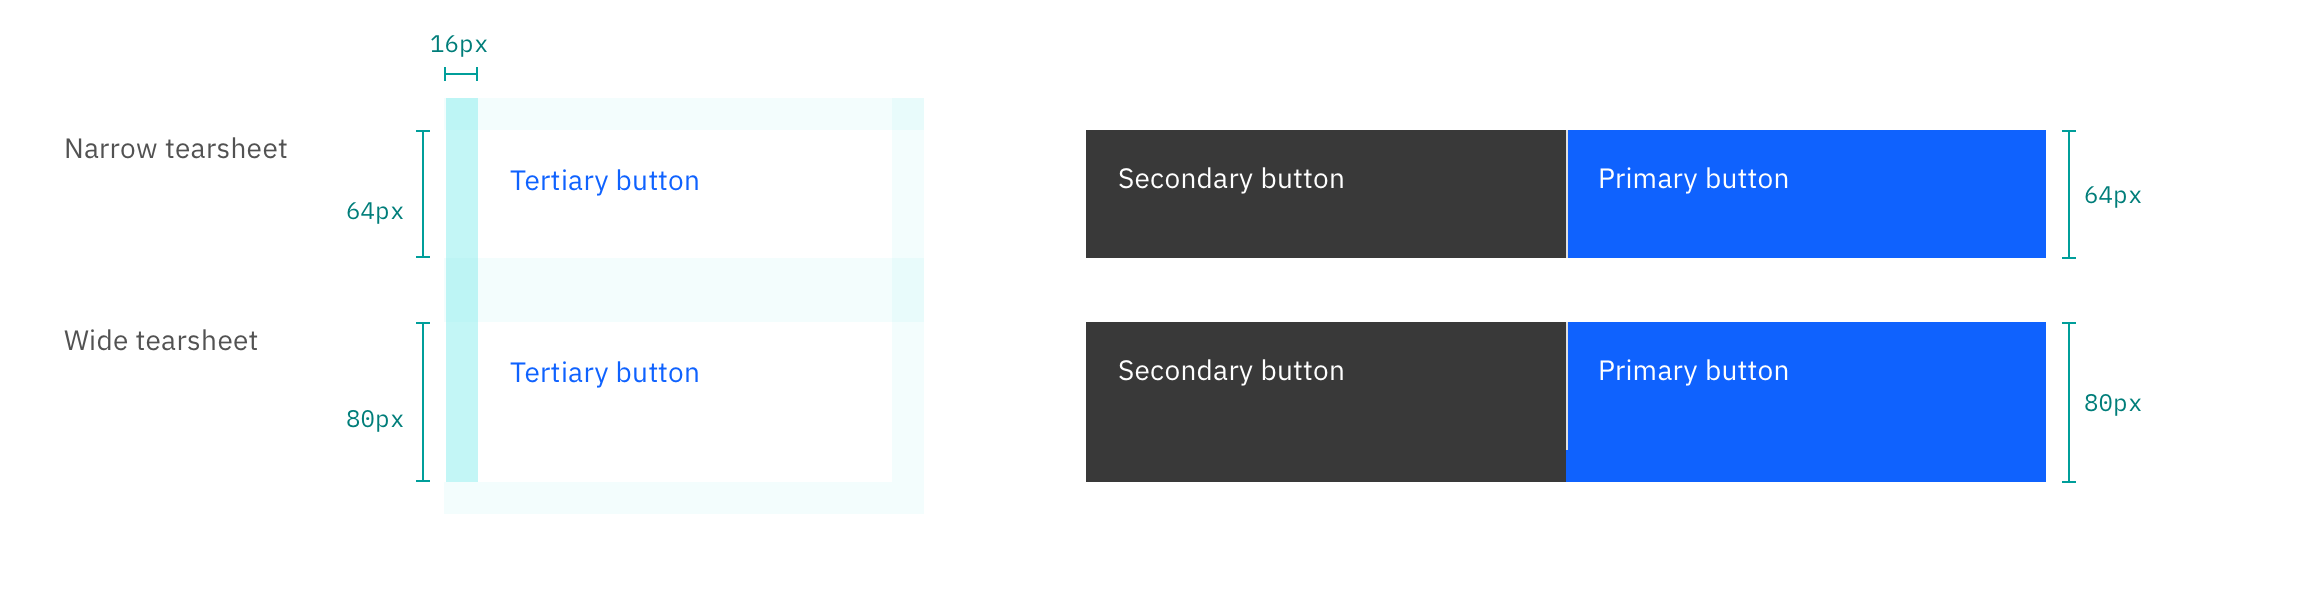 16px
Narrow tearsheet
64px
Tertiary button
Secondary button
Primary button
64px
Wide tearsheet
80px
Tertiary button
Secondary button
Primary button
80px